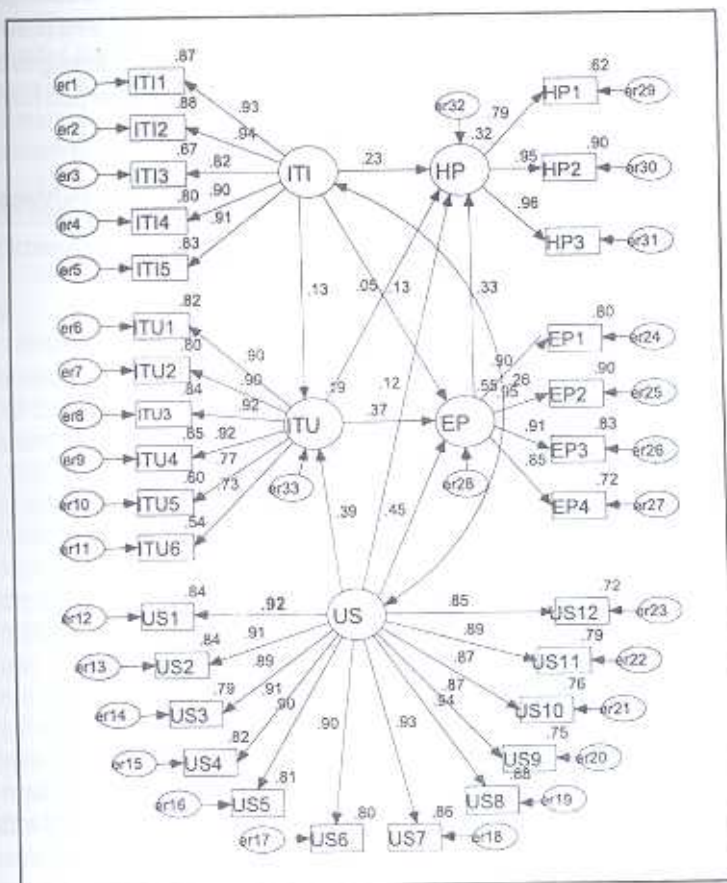 .87
er1 ITI1
.88
er2 ITI2
.67
er3 ITI3
.80
er4 ITI4
.83
er5 ITI5
.93
.94
.82
.90
.91
ITI
.23
er32
.32
HP
.79
.95
.98
.62
HP1 er29
.90
HP2 er30
HP3 er31
.13
.05
.13
.33
.82
er6 ITU1
.80
er7 ITU2
.84
er8 ITU3
.85
er9 ITU4
.60
er10 ITU5
.54
er11 ITU6
.90
.90
.92
.92
.77
.73
ITU
er33
.37
.12
.55
.26
EP
er28
.90
.95
.91
.85
.80
EP1 er24
.90
EP2 er25
.83
EP3 er26
.72
EP4 er27
.39
.45
US
.84
er12 US1
.92
.84
er13 US2
.91
.79
er14 US3
.89
.82
er15 US4
.91
.81
er16 US5
.90
.80
er17 US6
.90
.86
US7 er18
.93
.88
US8 er19
.94
.75
US9 er20
.87
.76
US10 er21
.87
.79
US11 er22
.89
.72
US12 er23
.85